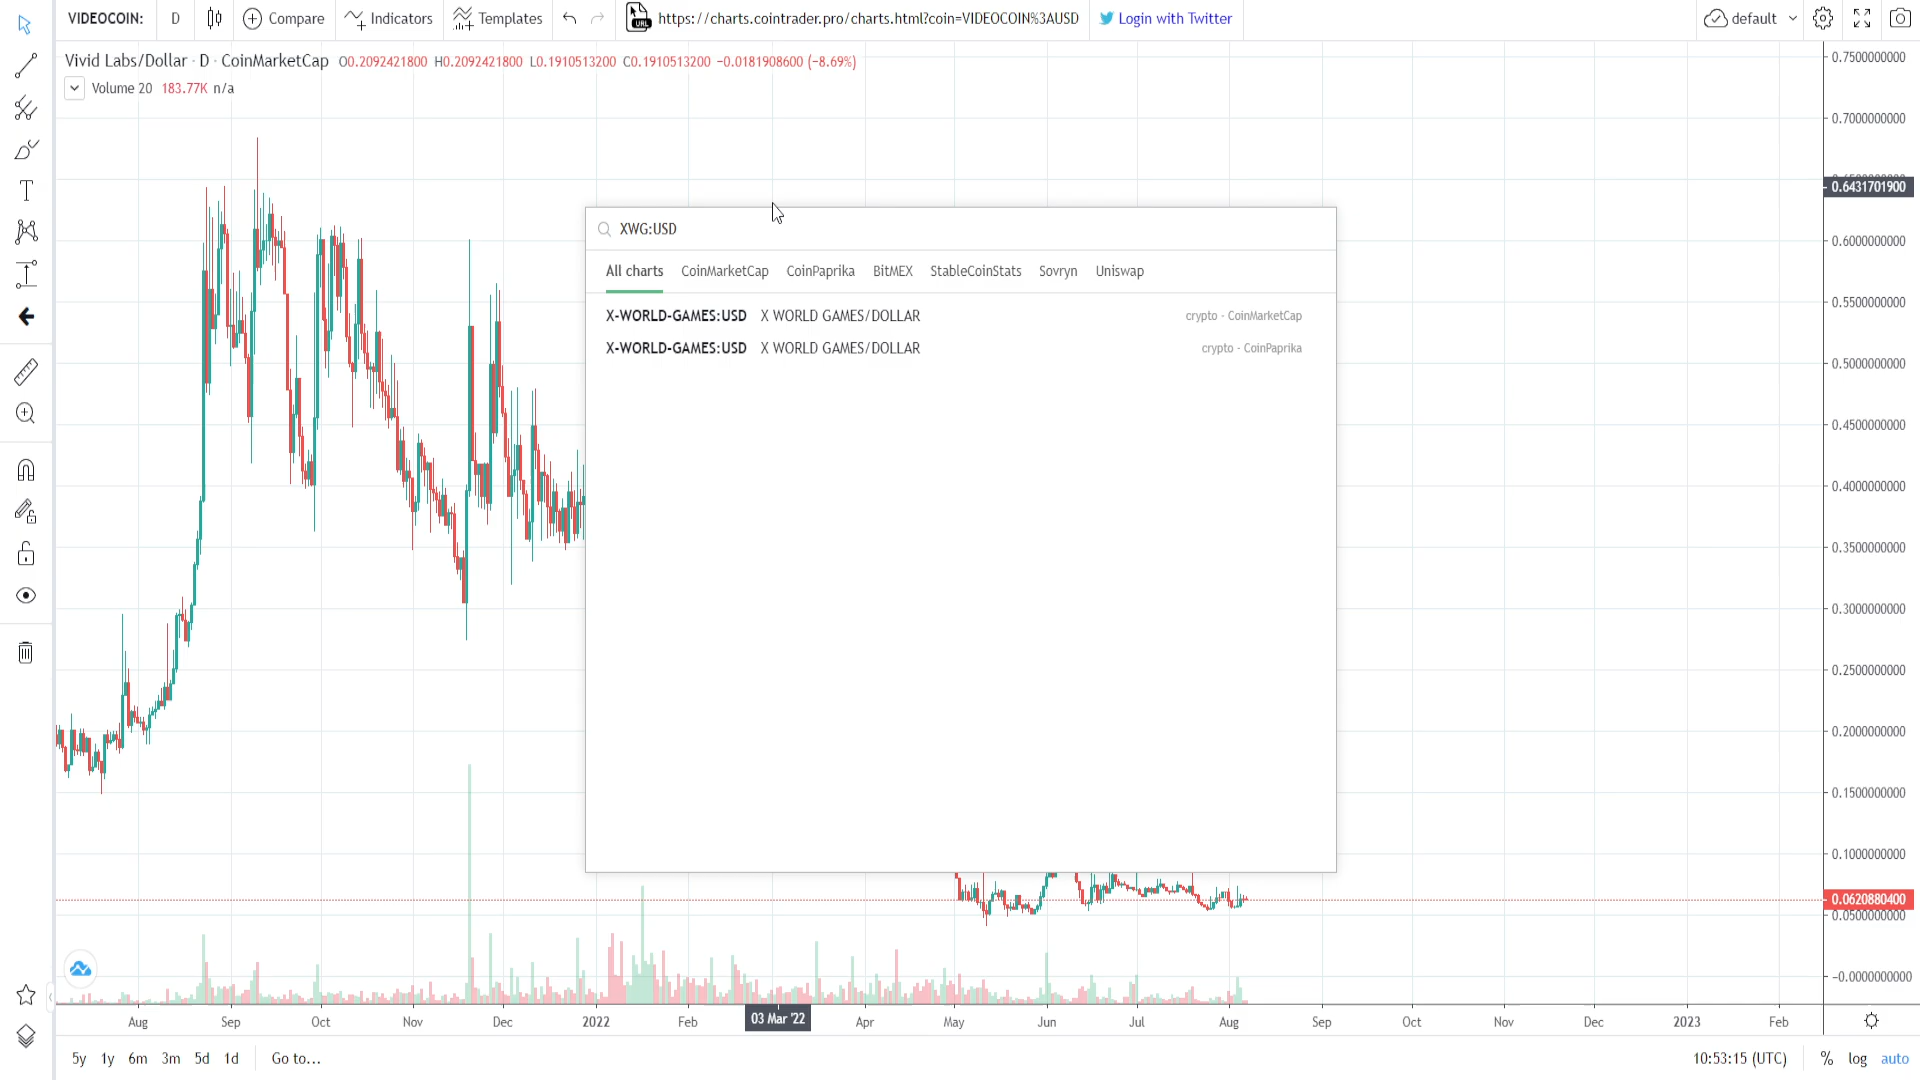 VIDEOCOIN:
D
Compare
Indicators
Templates
URL
https://charts.cointrader.pro/charts.html?coin=VIDEOCOIN%3AUSD
Login with Twitter
default
Vivid Labs/Dollar · D · CoinMarketCap O0.2092421800 H0.2092421800 L0.1910513200 C0.1910513200 −0.0181908600 (−8.69%)
Volume 20 183.77K n/a
XWG:USD
All charts CoinMarketCap CoinPaprika BitMEX StableCoinStats Sovryn Uniswap
X-WORLD-GAMES:USD X WORLD GAMES/DOLLAR crypto - CoinMarketCap
X-WORLD-GAMES:USD X WORLD GAMES/DOLLAR crypto - CoinPaprika
0.7500000000
0.7000000000
0.6431701900
0.6000000000
0.5500000000
0.5000000000
0.4500000000
0.4000000000
0.3500000000
0.3000000000
0.2500000000
0.2000000000
0.1500000000
0.1000000000
0.0620880400
0.0500000000
−0.0000000000
Aug Sep Oct Nov Dec 2022 Feb 03 Mar '22 Apr May Jun Jul Aug Sep Oct Nov Dec 2023 Feb
5y 1y 6m 3m 5d 1d Go to... 10:53:15 (UTC) % log auto